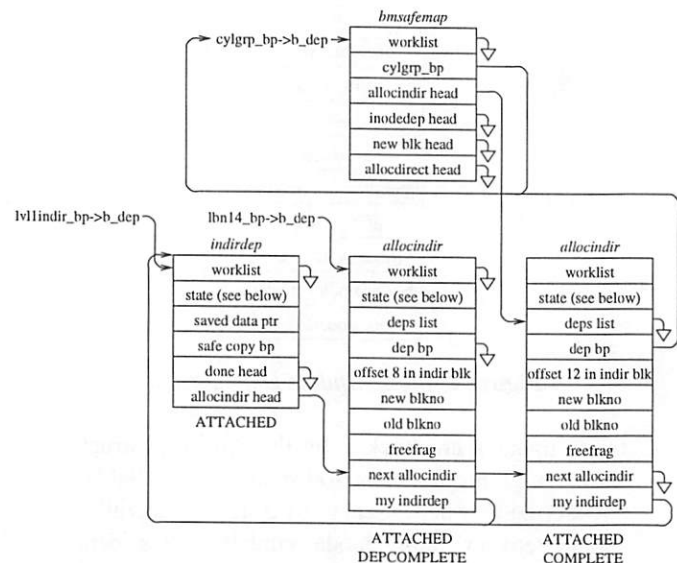 bmsafemap
cylgrp_bp->b_dep
worklist
cylgrp_bp
allocindir head
inodedep head
new blk head
allocdirect head
lvl1indir_bp->b_dep
lbn14_bp->b_dep
indirdep
worklist
state (see below)
saved data ptr
safe copy bp
done head
allocindir head
ATTACHED
allocindir
worklist
state (see below)
deps list
dep bp
offset 8 in indir blk
new blkno
old blkno
freefrag
next allocindir
my indirdep
ATTACHED
DEPCOMPLETE
allocindir
worklist
state (see below)
deps list
dep bp
offset 12 in indir blk
new blkno
old blkno
freefrag
next allocindir
my indirdep
ATTACHED
COMPLETE